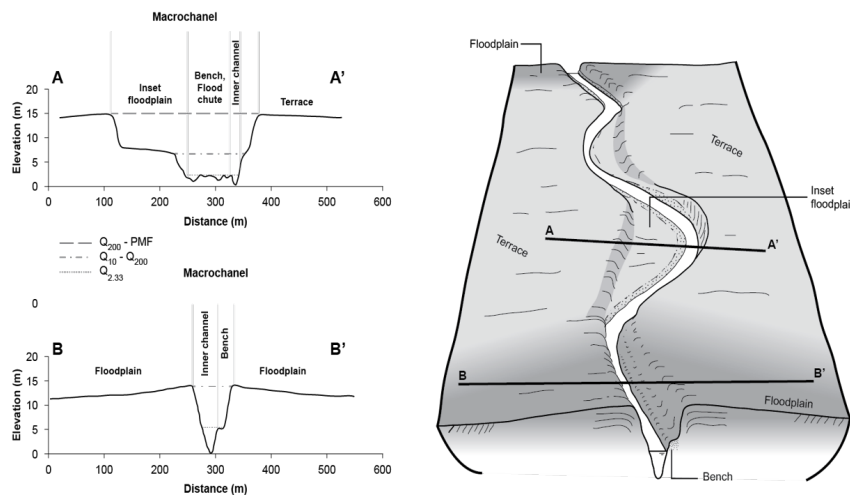 Macrochanel
A
A'
Inset
floodplain
Bench,
Flood
chute
Inner channel
Terrace
20
15
10
5
0
Elevation (m)
0
100
200
300
400
500
600
Distance (m)
Q200 - PMF
Q10 - Q200
Q2.33
Macrochanel
0
B
B'
Floodplain
Inner channel
Bench
Floodplain
20
15
10
5
0
Elevation (m)
0
100
200
300
400
500
600
Distance (m)
Floodplain
Terrace
Inset
floodplain
A
A'
Terrace
B
B'
Floodplain
Bench